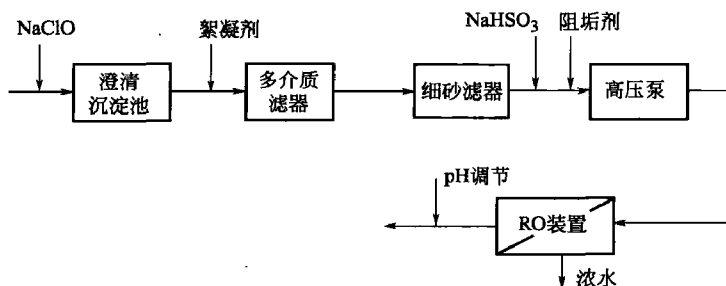 NaClO
絮凝剂
NaHSO₃
阻垢剂
澄清
沉淀池
多介质
滤器
细砂滤器
高压泵
pH调节
RO装置
浓水